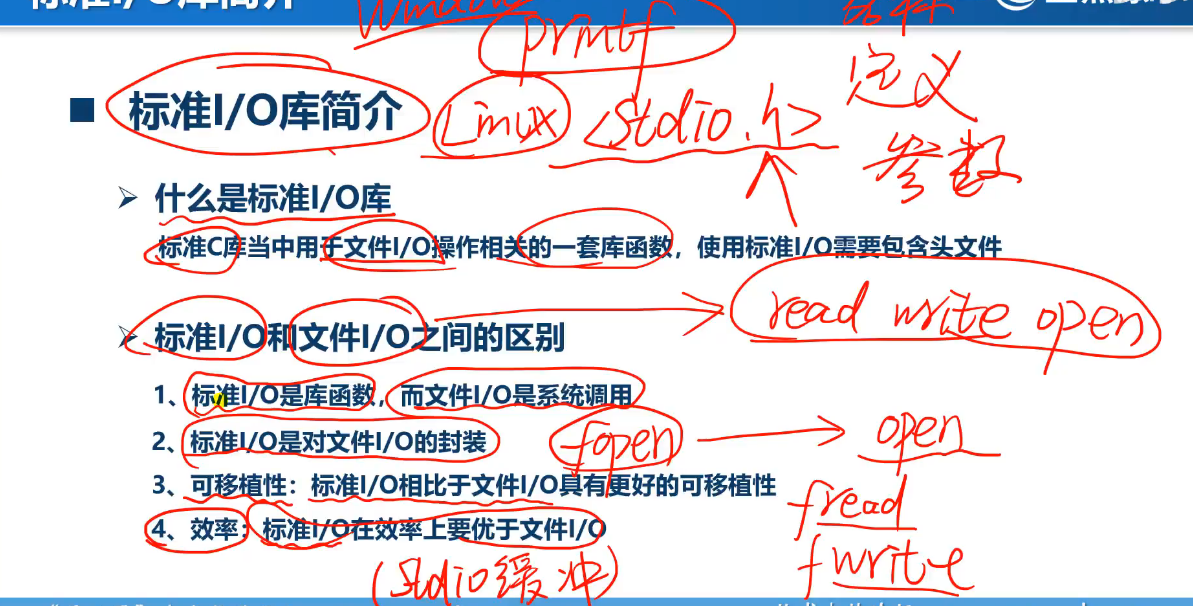 标准I/O库简介
Window
printf
■ 标准I/O库简介
Linux <stdio.h>
定义
参数
➢ 什么是标准I/O库
标准C库当中用于文件I/O操作相关的一套库函数，使用标准I/O需要包含头文件
➢ 标准I/O和文件I/O之间的区别
read write open
1、标准I/O是库函数，而文件I/O是系统调用
2、标准I/O是对文件I/O的封装
fopen
open
3、可移植性：标准I/O相比于文件I/O具有更好的可移植性
fread
4、效率：标准I/O在效率上要优于文件I/O
fwrite
(stdio缓冲)